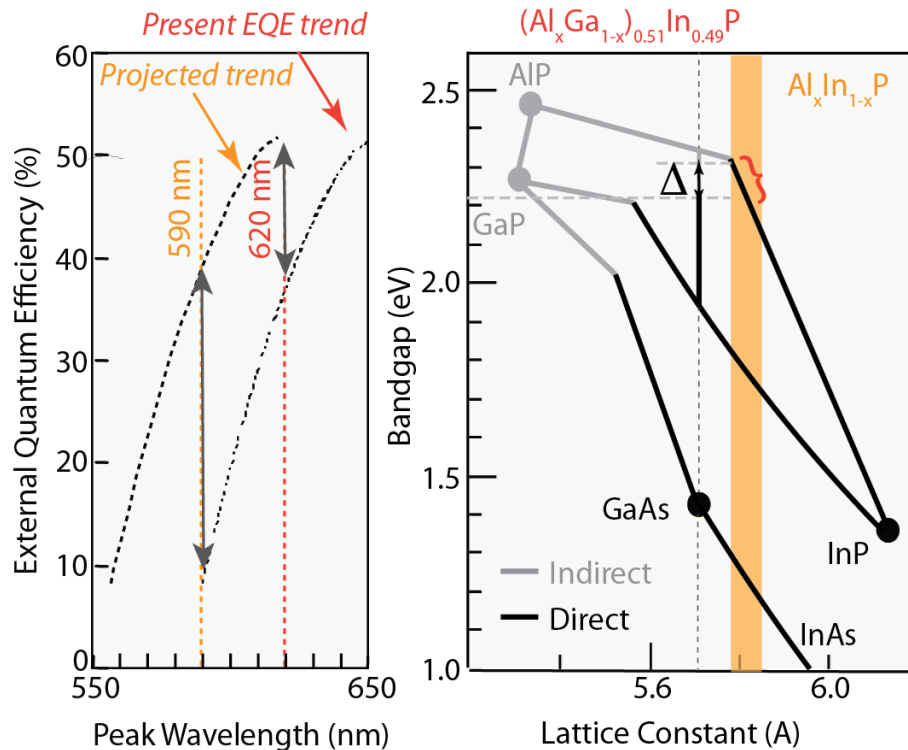 Present EQE trend
Projected trend
External Quantum Efficiency (%)
60
50
40
30
20
10
0
590 nm
620 nm
550
650
Peak Wavelength (nm)
(AlxGa1-x)0.51In0.49P
AlxIn1-xP
Bandgap (eV)
2.5
2.0
1.5
1.0
AlP
GaP
Δ
GaAs
InP
InAs
Indirect
Direct
5.6
6.0
Lattice Constant (A)